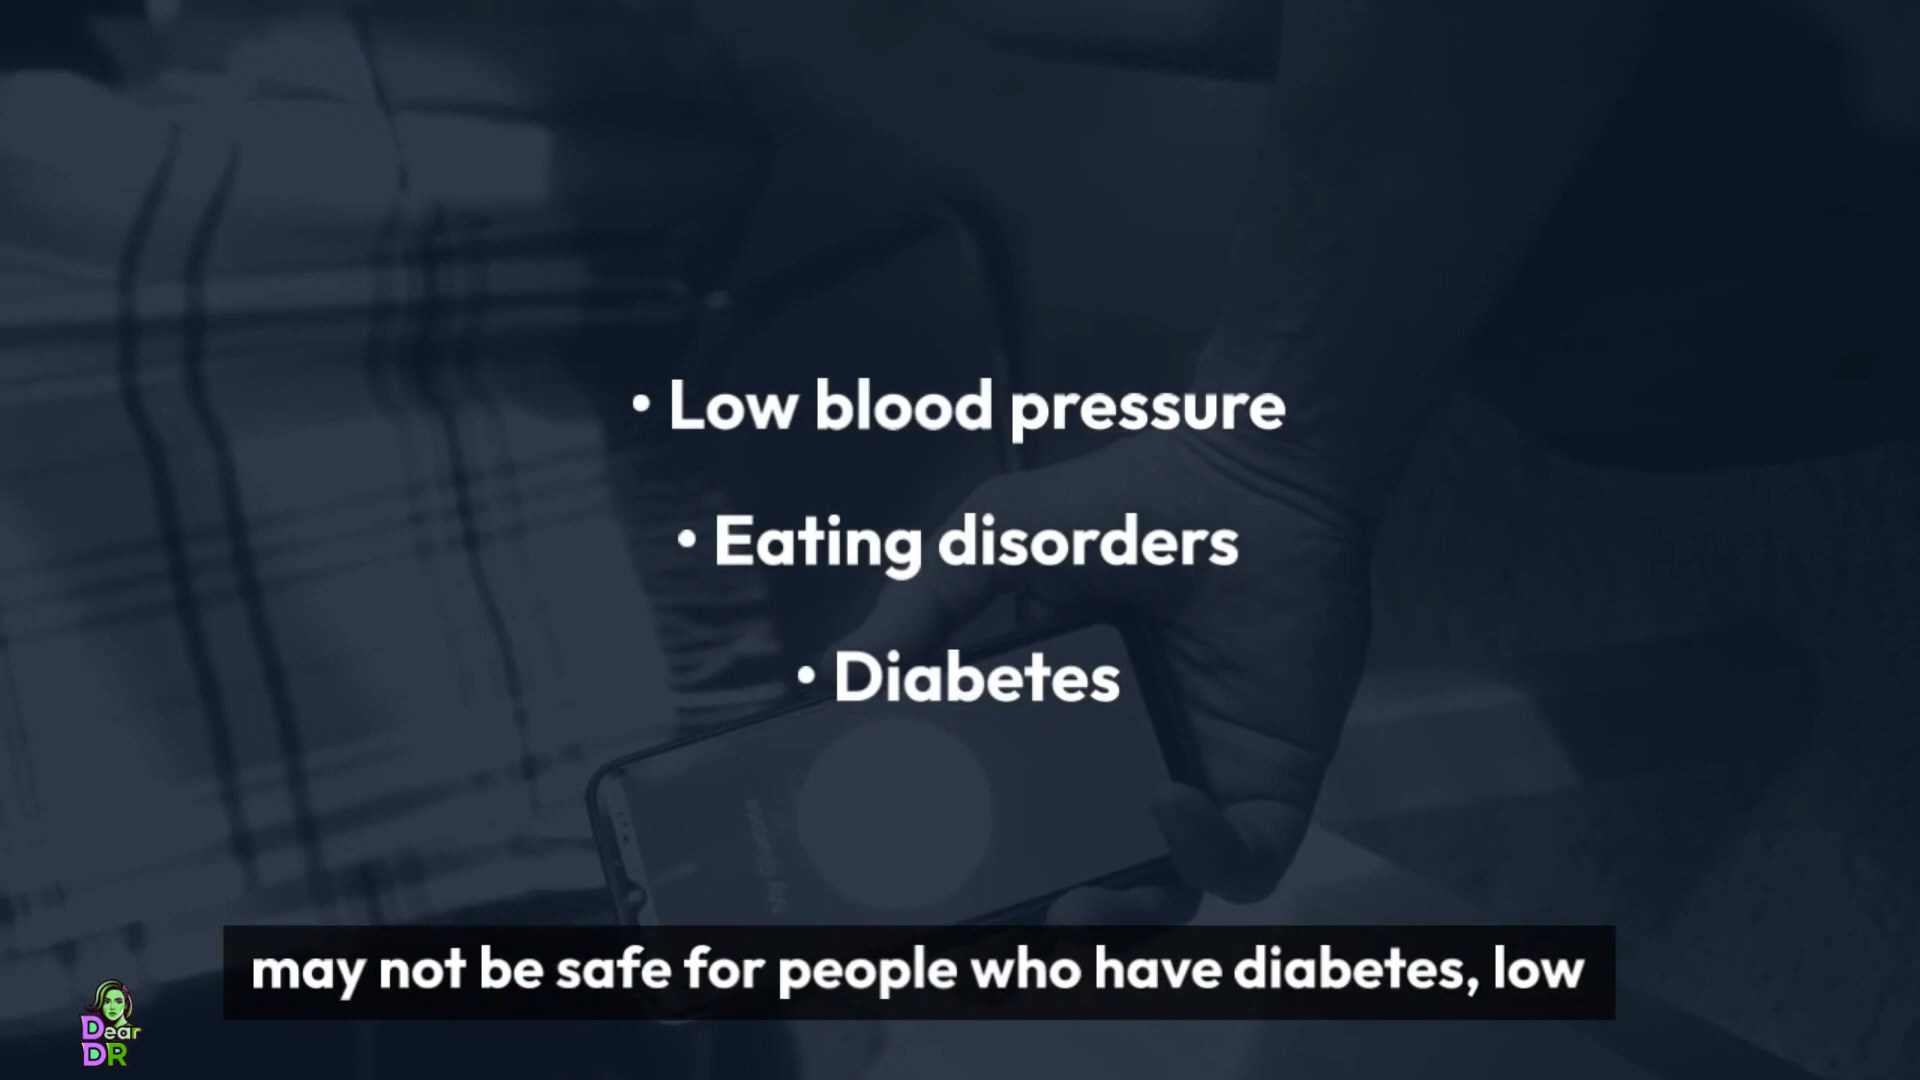 • Low blood pressure
• Eating disorders
• Diabetes
may not be safe for people who have diabetes, low
Dear
DR